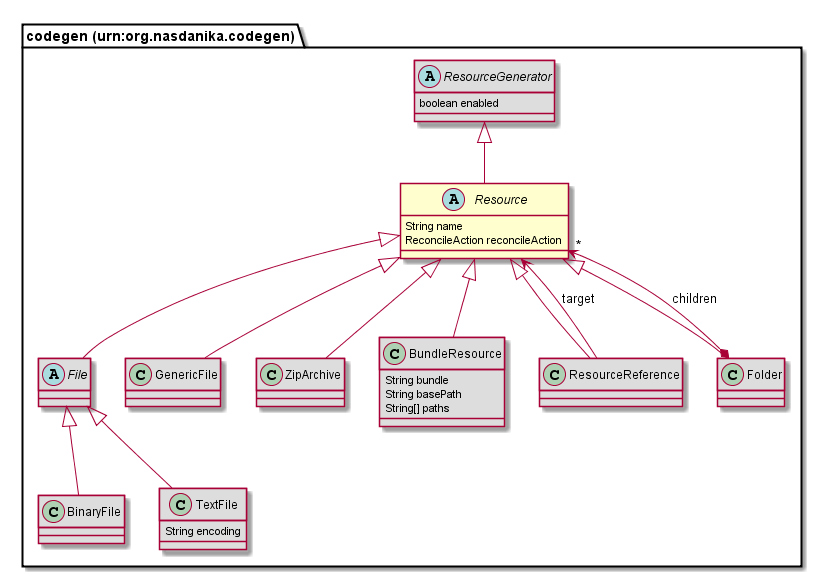 codegen (urn:org.nasdanika.codegen)
A ResourceGenerator
boolean enabled
A Resource
String name
ReconcileAction reconcileAction
*
target
children
A File
C GenericFile
C ZipArchive
C BundleResource
String bundle
String basePath
String[] paths
C ResourceReference
C Folder
C BinaryFile
C TextFile
String encoding